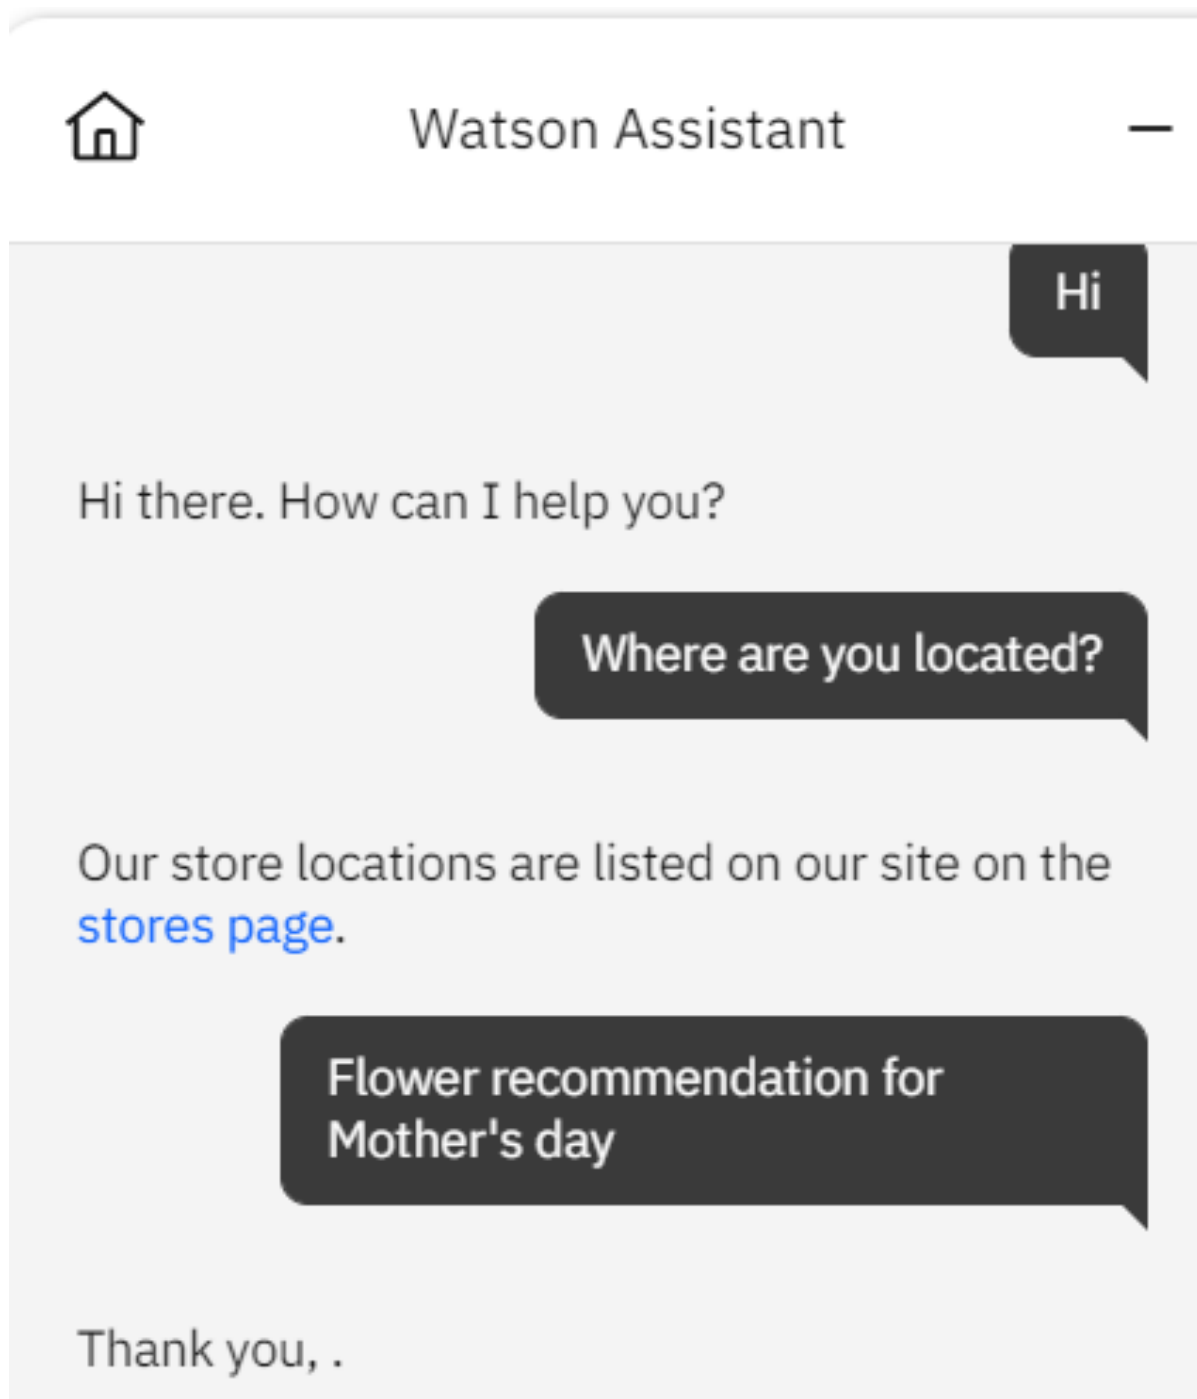 Watson Assistant
Hi
Hi there. How can I help you?
Where are you located?
Our store locations are listed on our site on the
stores page.
Flower recommendation for
Mother's day
Thank you, .